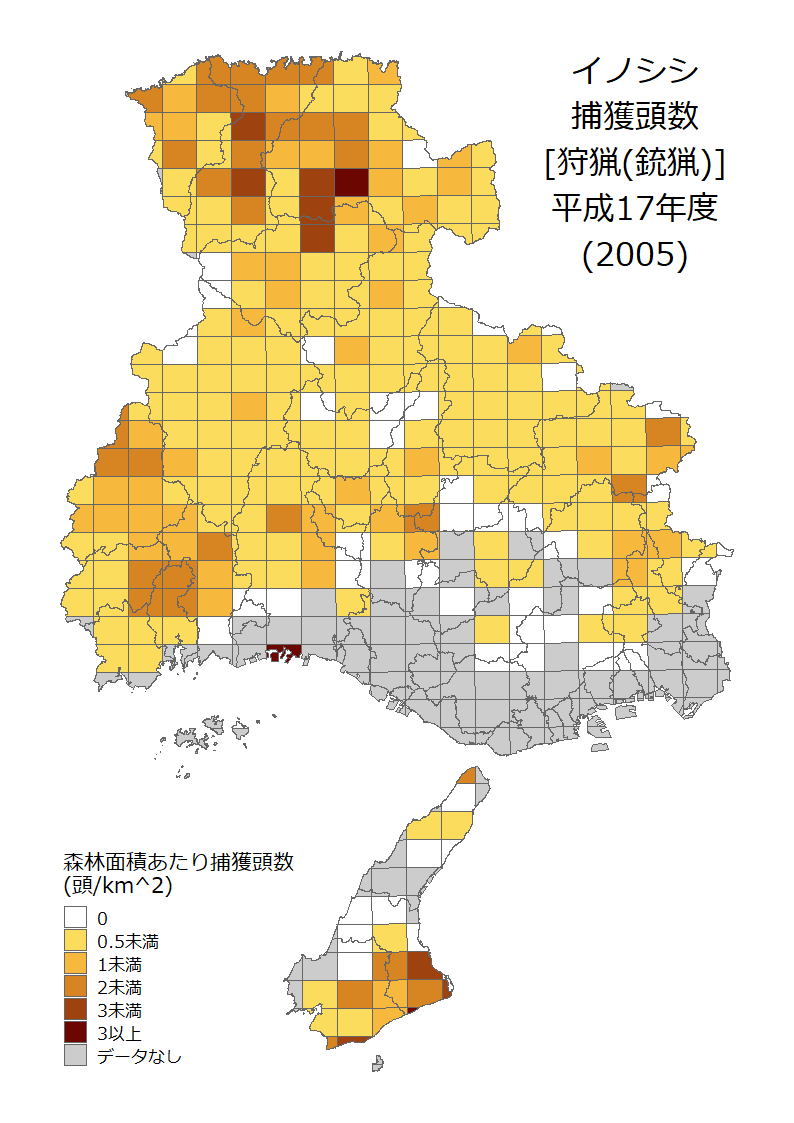 イノシシ
捕獲頭数
[狩猟(銃猟)]
平成17年度
(2005)
森林面積あたり捕獲頭数
(頭/km^2)
0
0.5未満
1未満
2未満
3未満
3以上
データなし